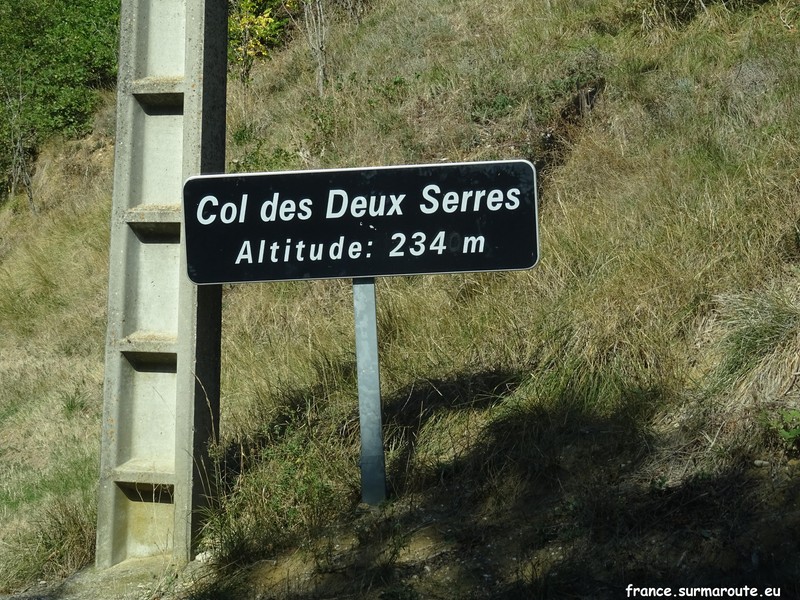 Col des Deux Serres
Altitude: 234 m
france.surmaroute.eu